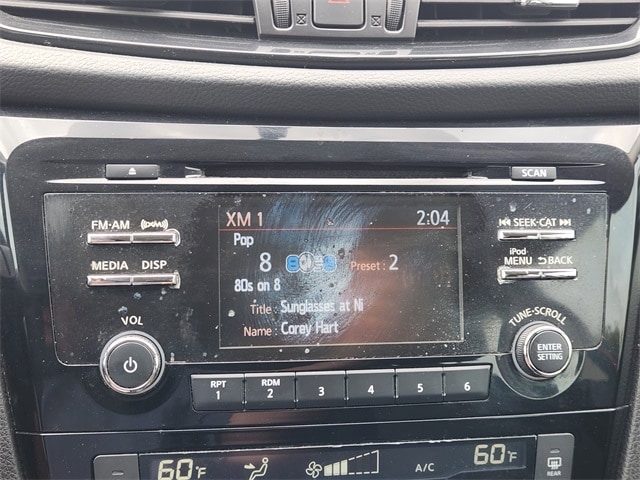 SCAN
FM·AM ((XM))
MEDIA DISP
VOL
XM 1 2:04
Pop
8 Preset : 2
80s on 8
Title : Sunglasses at Ni
Name : Corey Hart
SEEK·CAT
iPod·
MENU BACK
TUNE·SCROLL
ENTER
SETTING
RPT
1
RDM
2
3
4
5
6
60°F
A/C
60°F
REAR